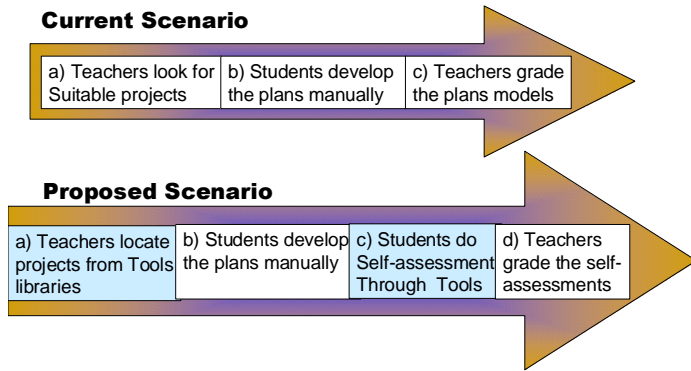 Current Scenario
a) Teachers look for
Suitable projects
b) Students develop
the plans manually
c) Teachers grade
the plans models
Proposed Scenario
a) Teachers locate
projects from Tools
libraries
b) Students develop
the plans manually
c) Students do
Self-assessment
Through Tools
d) Teachers
grade the self-
assessments